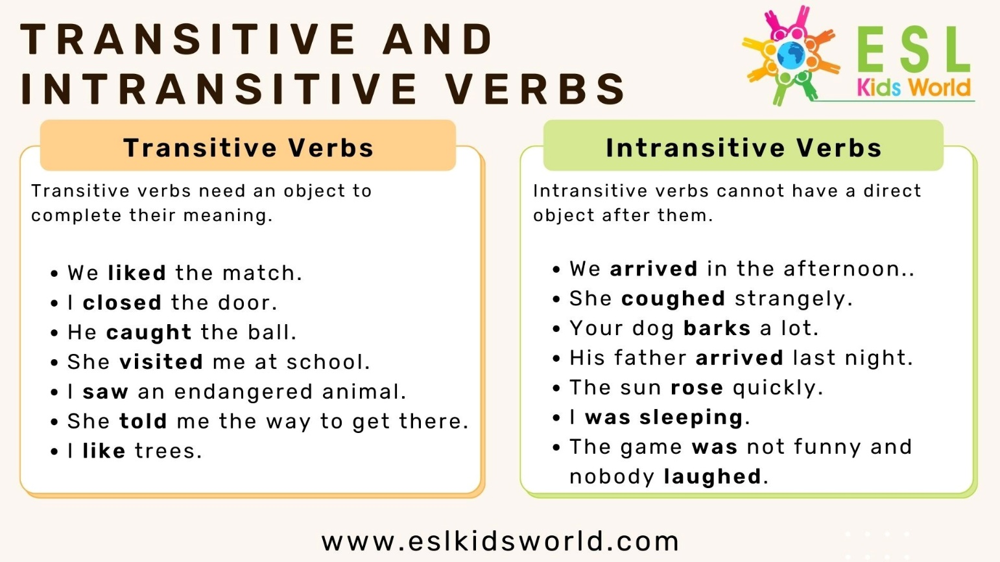 TRANSITIVE AND
INTRANSITIVE VERBS
ESL
Kids World
Transitive Verbs
Transitive verbs need an object to
complete their meaning.
• We liked the match.
• I closed the door.
• He caught the ball.
• She visited me at school.
• I saw an endangered animal.
• She told me the way to get there.
• I like trees.
Intransitive Verbs
Intransitive verbs cannot have a direct
object after them.
• We arrived in the afternoon..
• She coughed strangely.
• Your dog barks a lot.
• His father arrived last night.
• The sun rose quickly.
• I was sleeping.
• The game was not funny and
nobody laughed.
www.eslkidsworld.com